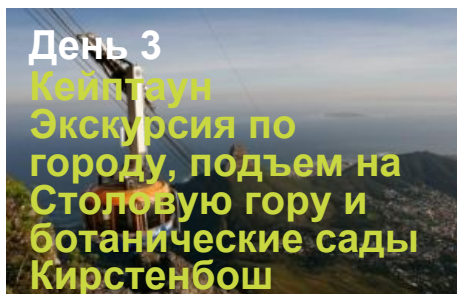 День 3
Кейптаун
Экскурсия по
городу, подъем на
Столовую гору и
ботанические сады
Кирстенбош